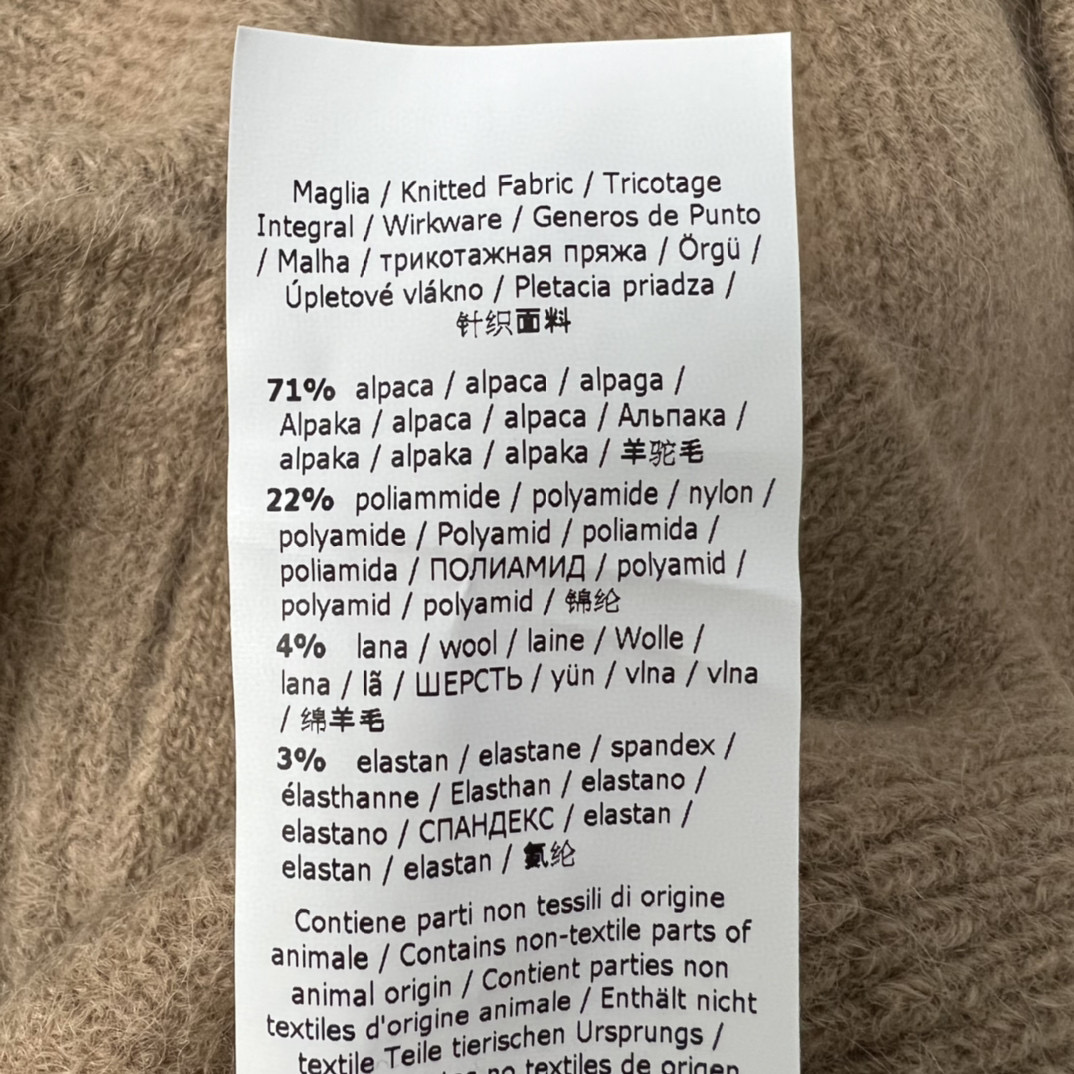 Maglia / Knitted Fabric / Tricotage
Integral / Wirkware / Generos de Punto
/ Malha / трикотажная пряжа / Örgü /
Úpletové vlákno / Pletacia priadza /
针织面料
71% alpaca / alpaca / alpaga /
Alpaka / alpaca / alpaca / Альпака /
alpaka / alpaka / alpaka / 羊驼毛
22% poliammide / polyamide / nylon /
polyamide / Polyamid / poliamida /
poliamida / ПОЛИАМИД / polyamid /
polyamid / polyamid / 锦纶
4% lana / wool / laine / Wolle /
lana / lã / ШЕРСТЬ / yün / vlna / vlna
/ 绵羊毛
3% elastan / elastane / spandex /
élasthanne / Elasthan / elastano /
elastano / СПАНДЕКС / elastan /
elastan / elastan / 氨纶
Contiene parti non tessili di origine
animale / Contains non-textile parts of
animal origin / Contient parties non
textiles d'origine animale / Enthält nicht
textile Teile tierischen Ursprungs /
no textiles de origen